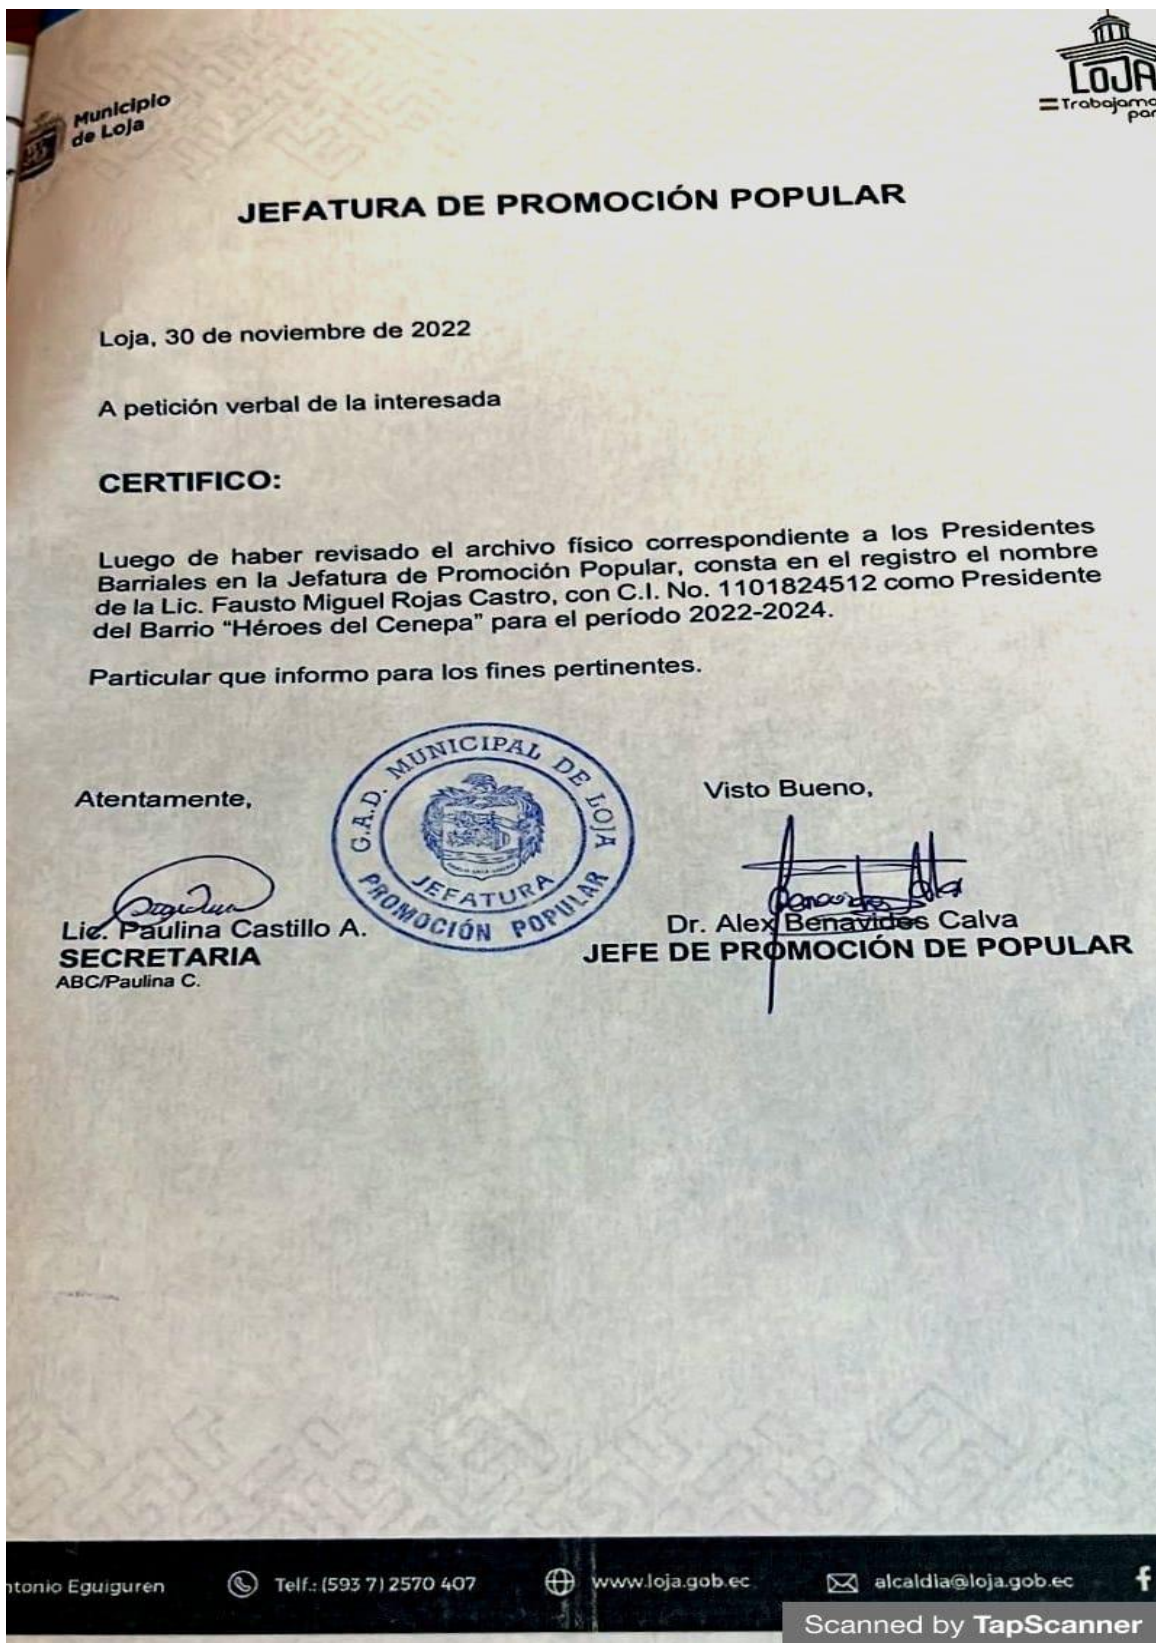 Municipio
de Loja
LOJA
Trabajamo
par
JEFATURA DE PROMOCIÓN POPULAR
Loja, 30 de noviembre de 2022
A petición verbal de la interesada
CERTIFICO:
Luego de haber revisado el archivo físico correspondiente a los Presidentes
Barriales en la Jefatura de Promoción Popular, consta en el registro el nombre
de la Lic. Fausto Miguel Rojas Castro, con C.I. No. 1101824512 como Presidente
del Barrio “Héroes del Cenepa” para el período 2022-2024.
Particular que informo para los fines pertinentes.
Atentamente,
Visto Bueno,
G.A.D. MUNICIPAL DE LOJA
JEFATURA
PROMOCIÓN POPULAR
Lic. Paulina Castillo A.
SECRETARIA
ABC/Paulina C.
Dr. Alex Benavides Calva
JEFE DE PROMOCIÓN DE POPULAR
ntonio Eguiguren
Telf.: (593 7) 2570 407
www.loja.gob.ec
alcaldia@loja.gob.ec
f
Scanned by TapScanner